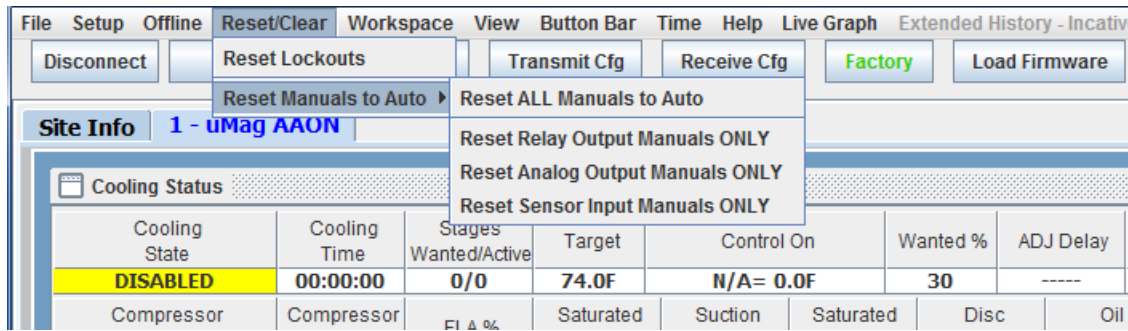 File Setup Offline Reset/Clear Workspace View Button Bar Time Help Live Graph Extended History - Incativ
Disconnect Reset Lockouts Transmit Cfg Receive Cfg Factory Load Firmware
Reset Manuals to Auto Reset ALL Manuals to Auto
Site Info 1 - uMag AAON Reset Relay Output Manuals ONLY
Reset Analog Output Manuals ONLY
Cooling Status Reset Sensor Input Manuals ONLY
Cooling State Cooling Time Stages Wanted/Active Target Control On Wanted % ADJ Delay
DISABLED 00:00:00 0/0 74.0F N/A= 0.0F 30 -----
Compressor Compressor FLA % Saturated Suction Saturated Disc Oil